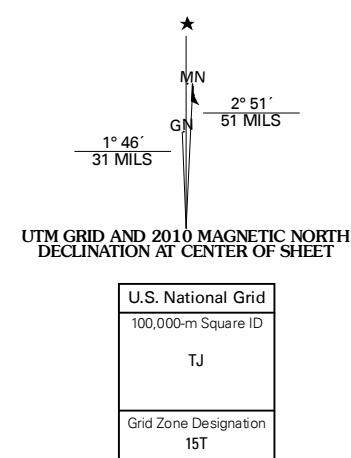 MN
2° 51´
51 MILS
GN
1° 46´
31 MILS
UTM GRID AND 2010 MAGNETIC NORTH
DECLINATION AT CENTER OF SHEET
U.S. National Grid
100,000-m Square ID
TJ
Grid Zone Designation
15T